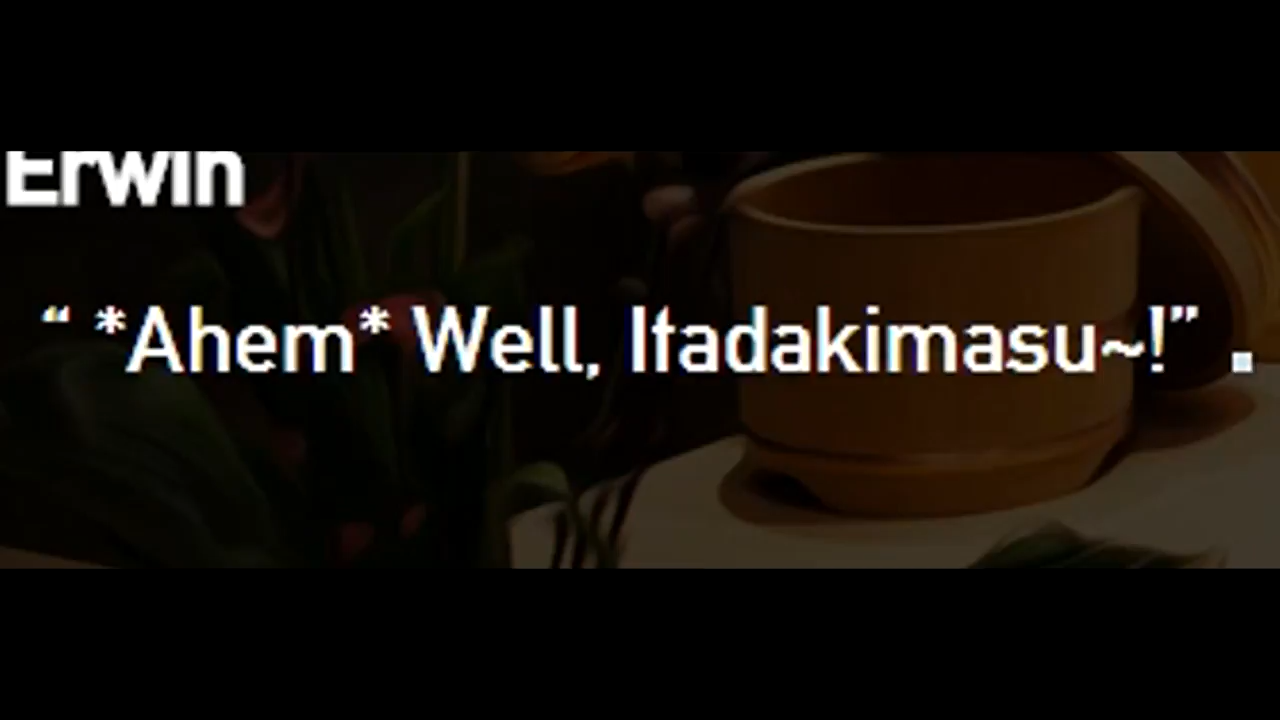 Erwin
“ *Ahem* Well, Itadakimasu~!” .